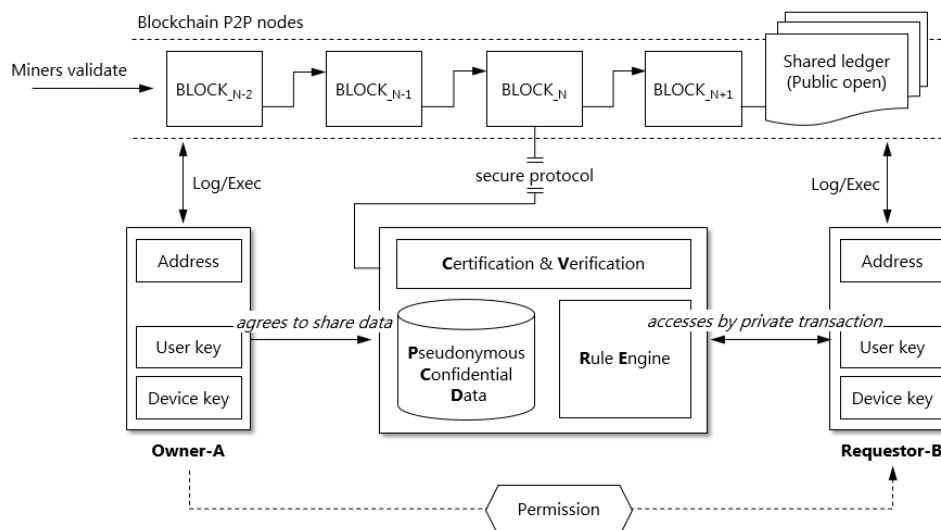 Blockchain P2P nodes
Miners validate
BLOCK_N-2
BLOCK_N-1
BLOCK_N
BLOCK_N+1
Shared ledger
(Public open)
Log/Exec
secure protocol
Log/Exec
Address
User key
Device key
Owner-A
agrees to share data
Certification & Verification
Pseudonymous
Confidential
Data
Rule Engine
accesses by private transaction
Address
User key
Device key
Requestor-B
Permission